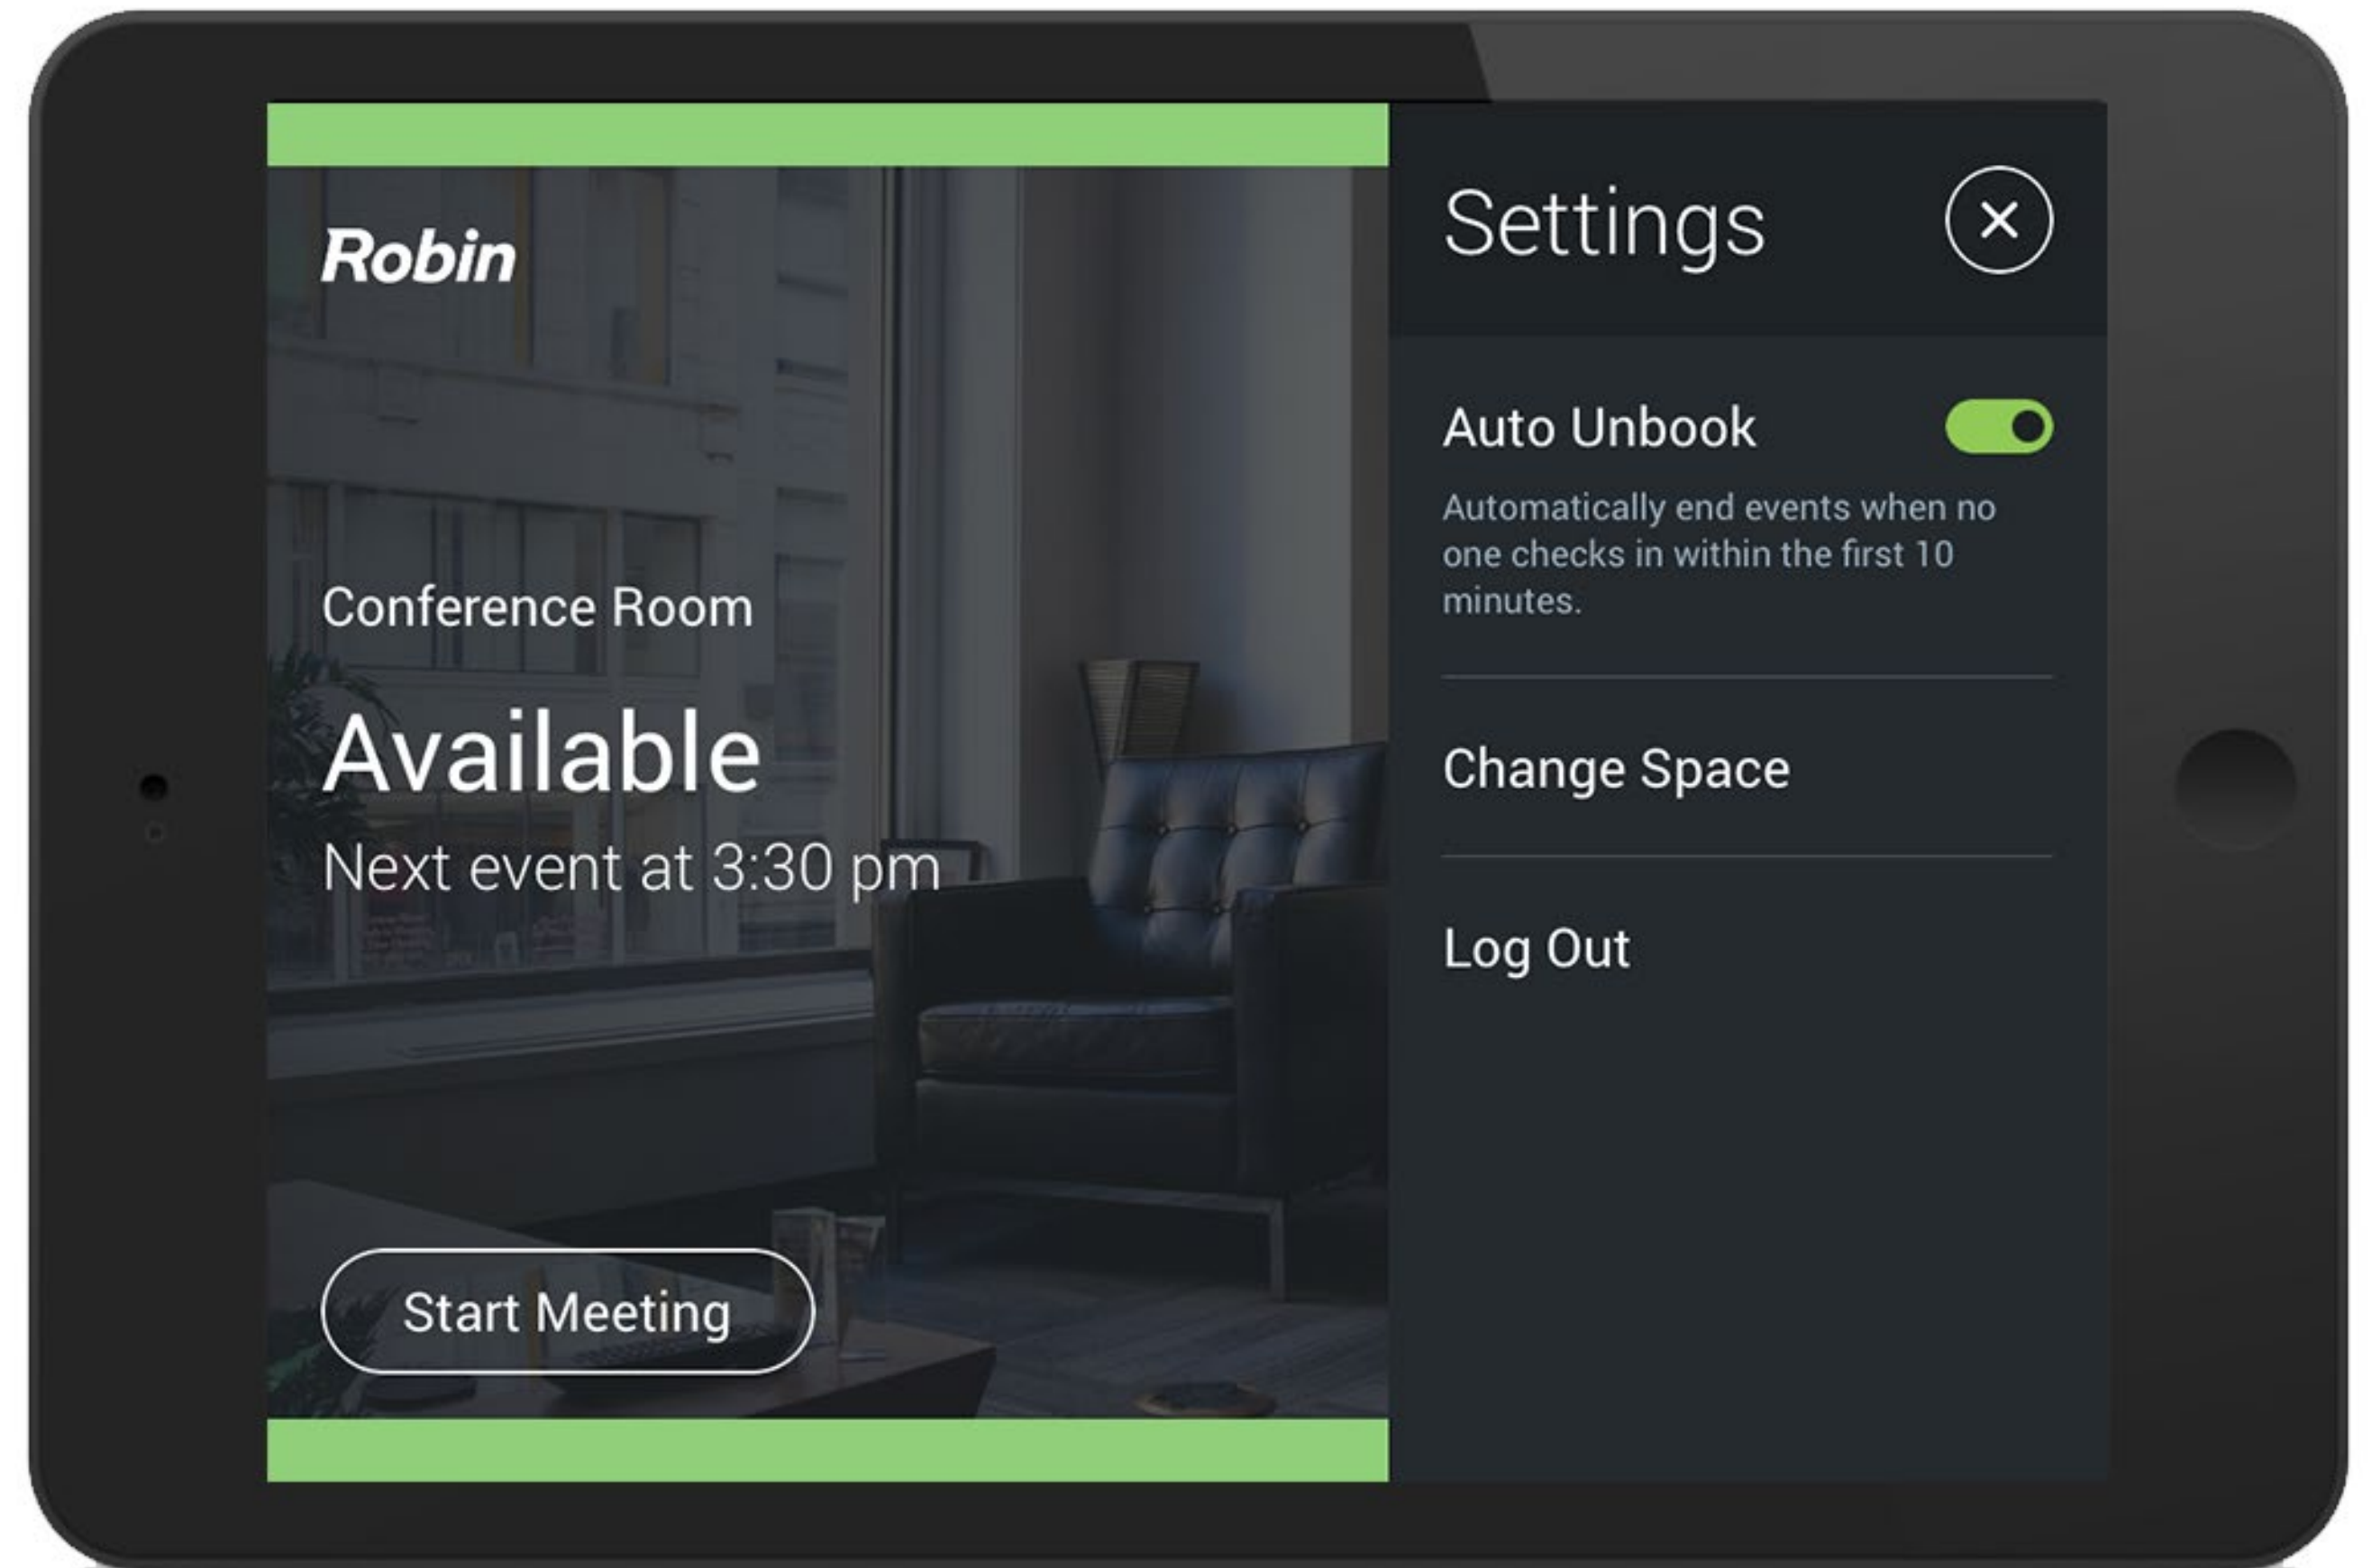 Robin
Conference Room
Available
Next event at 3:30 pm
Start Meeting
Settings
Auto Unbook
Automatically end events when no
one checks in within the first 10
minutes.
Change Space
Log Out